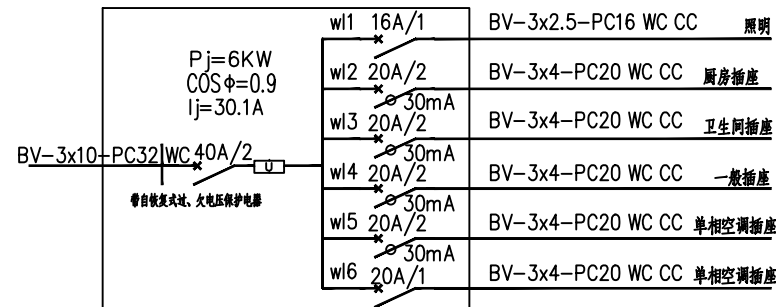 wl1 16A/1 BV-3x2.5-PC16 WC CC 照明
Pj=6KW
COSφ=0.9
Ij=30.1A
wl2 20A/2 BV-3x4-PC20 WC CC 厨房插座
30mA
wl3 20A/2 BV-3x4-PC20 WC CC 卫生间插座
30mA
BV-3x10-PC32 WC 40A/2 U
带自恢复式过、欠电压保护电器
wl4 20A/2 BV-3x4-PC20 WC CC 一般插座
30mA
wl5 20A/2 BV-3x4-PC20 WC CC 单相空调插座
30mA
wl6 20A/1 BV-3x4-PC20 WC CC 单相空调插座